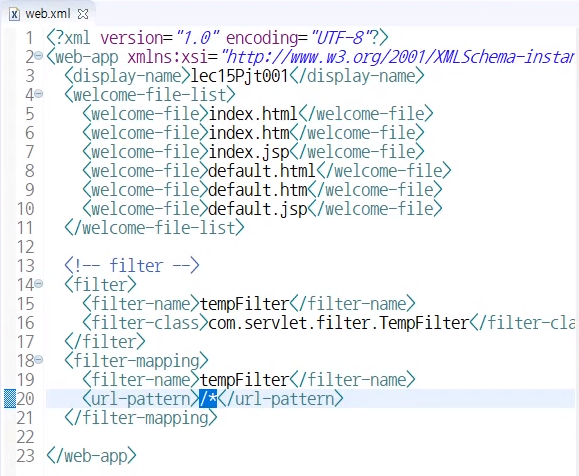 web.xml
1 <?xml version="1.0" encoding="UTF-8"?>
2 <web-app xmlns:xsi="http://www.w3.org/2001/XMLSchema-instan
3 <display-name>lec15Pjt001</display-name>
4 <welcome-file-list>
5 <welcome-file>index.html</welcome-file>
6 <welcome-file>index.htm</welcome-file>
7 <welcome-file>index.jsp</welcome-file>
8 <welcome-file>default.html</welcome-file>
9 <welcome-file>default.htm</welcome-file>
10 <welcome-file>default.jsp</welcome-file>
11 </welcome-file-list>
12
13 <!-- filter -->
14 <filter>
15 <filter-name>tempFilter</filter-name>
16 <filter-class>com.servlet.filter.TempFilter</filter-cla
17 </filter>
18 <filter-mapping>
19 <filter-name>tempFilter</filter-name>
20 <url-pattern>/*</url-pattern>
21 </filter-mapping>
22
23 </web-app>